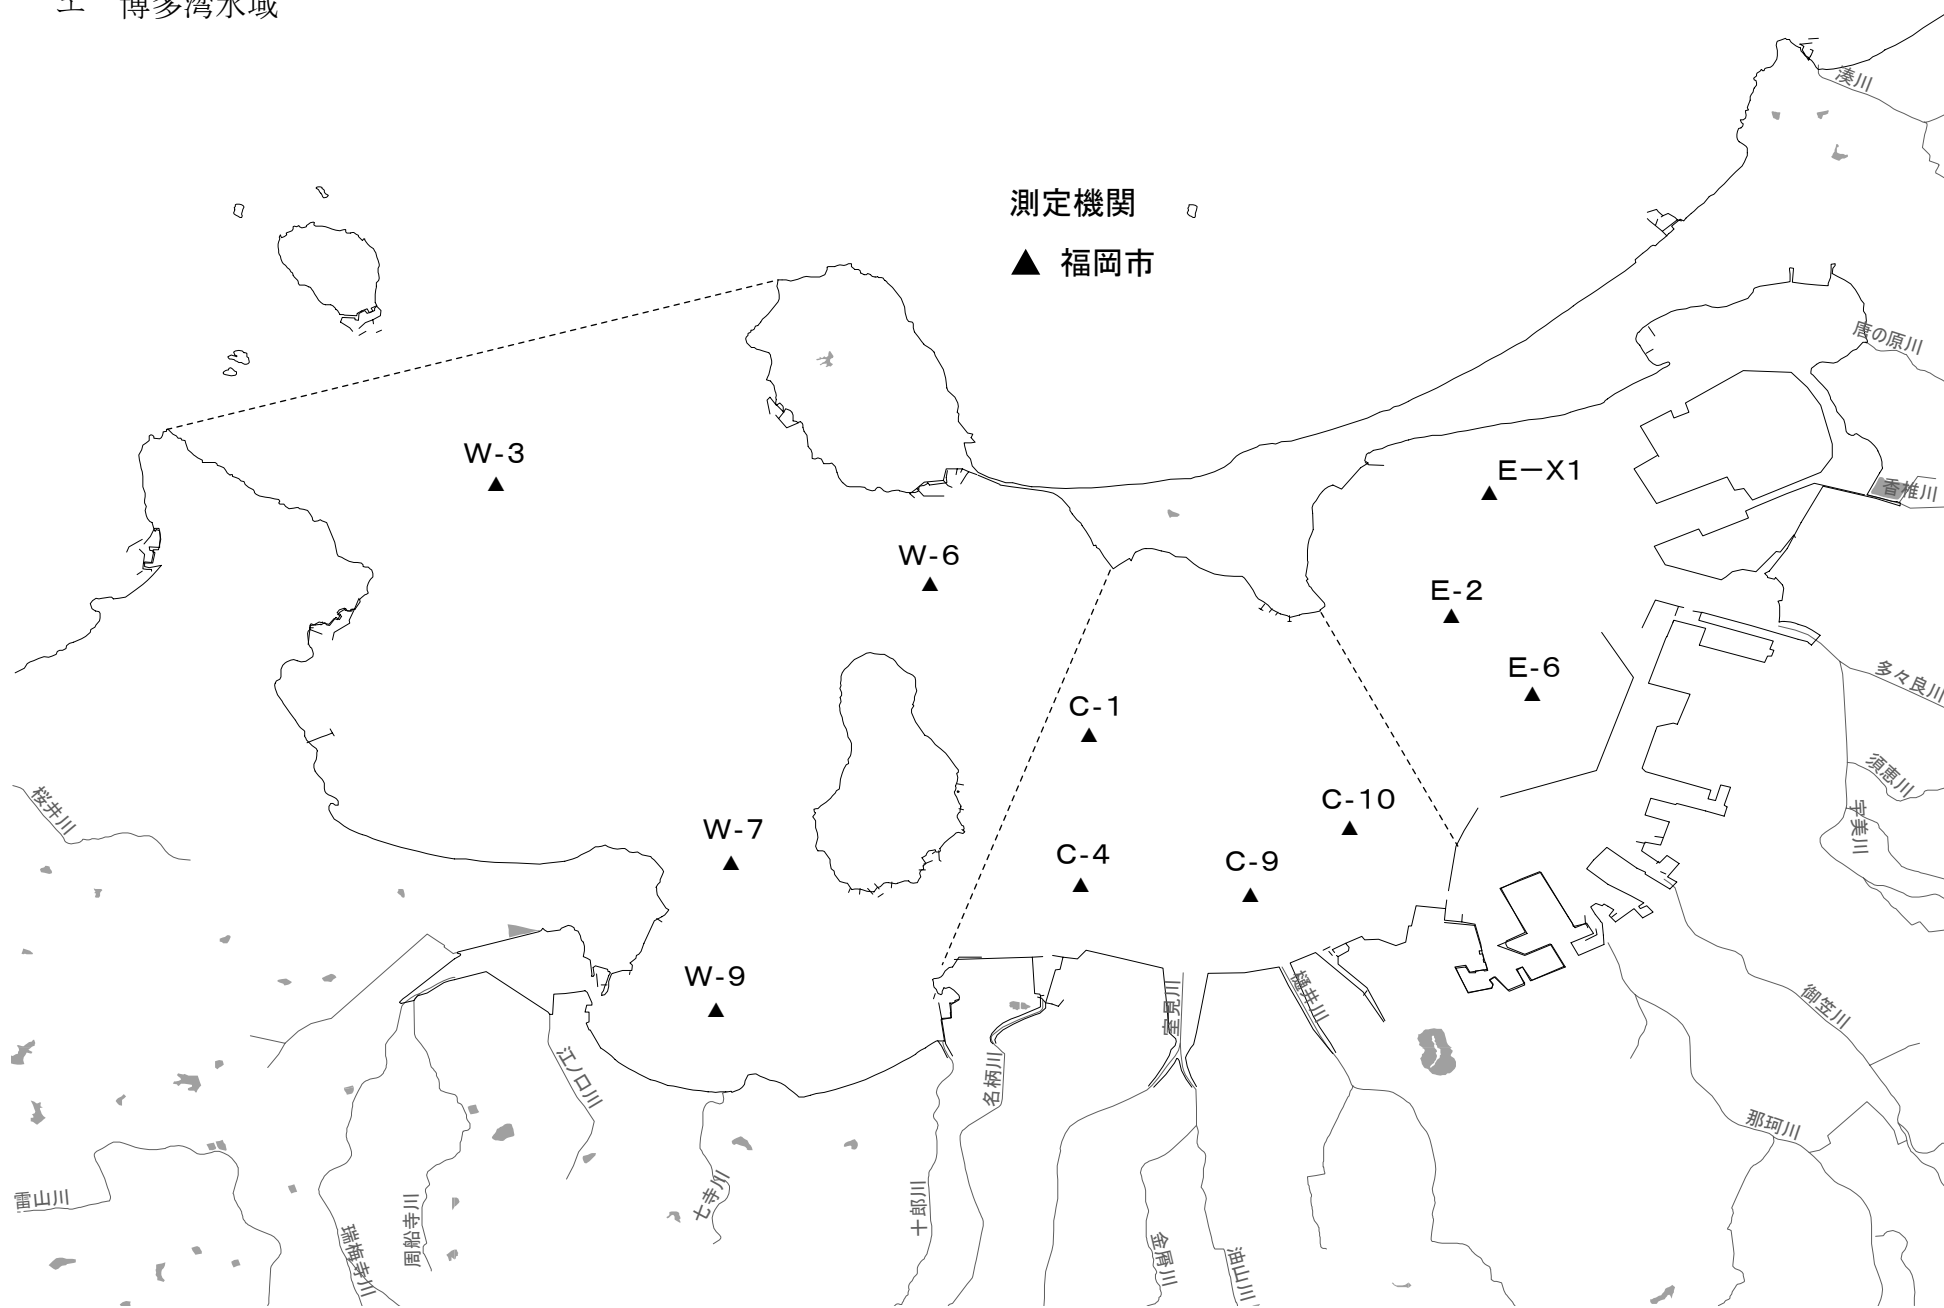 博多湾水域
湊川
測定機関
▲ 福岡市
唐の原川
W-3
E－X1
香椎川
W-6
E-2
E-6
多々良川
C-1
須恵川
桜井川
C-10
宇美川
W-7
C-4
C-9
W-9
室見川
樋井川
御笠川
江ノ口川
名柄川
那珂川
雷山川
周船寺川
七寺川
十郎川
瑞梅寺川
金屑川
油山川